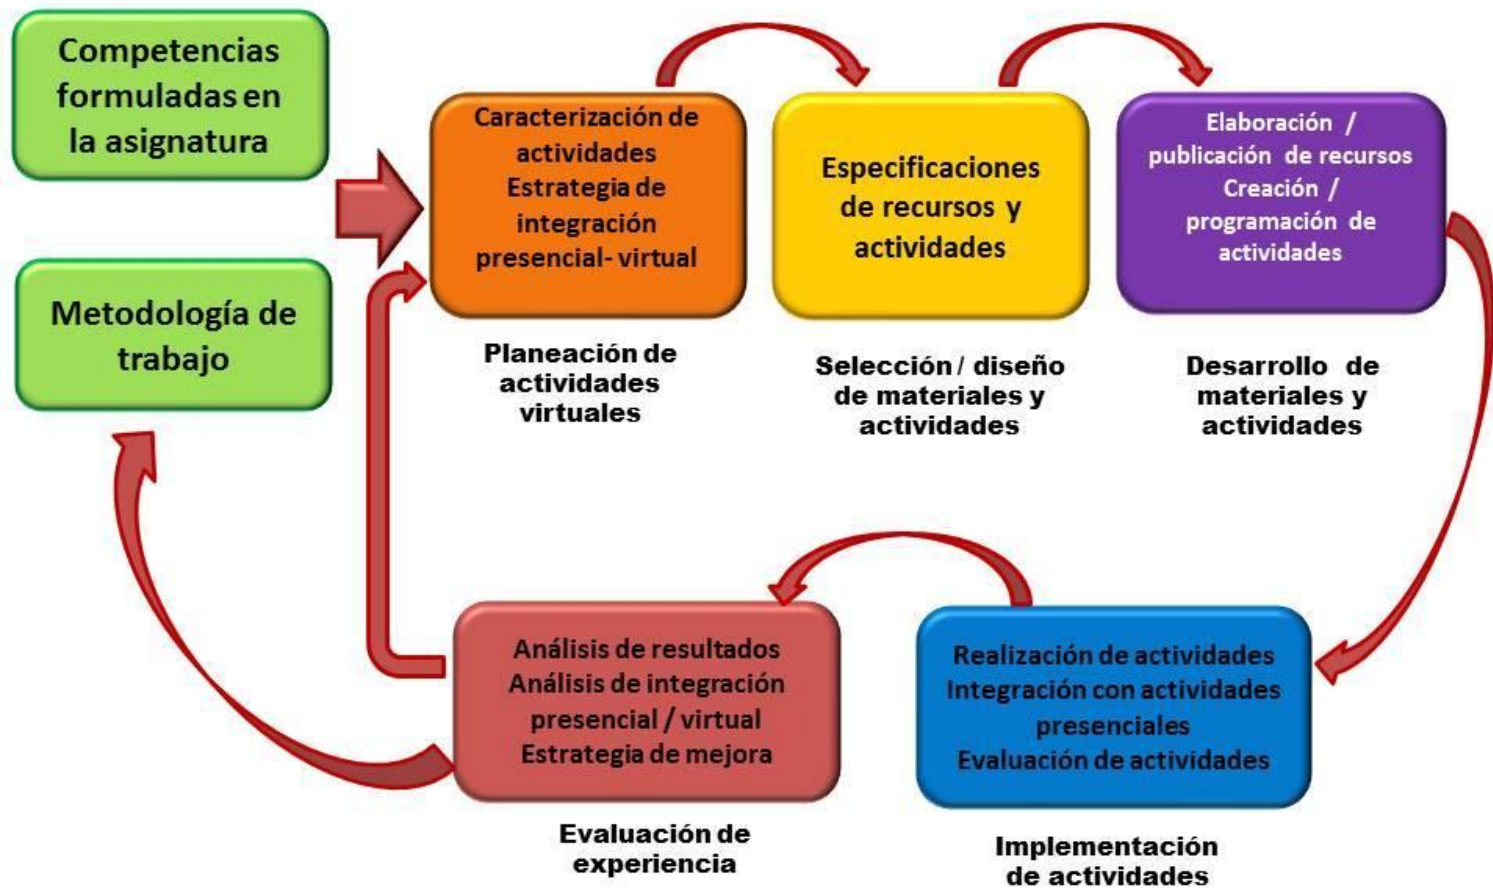 Competencias
formuladas en
la asignatura
Metodología de
trabajo
Caracterización de
actividades
Estrategia de
integración
presencial- virtual
Planeación de
actividades
virtuales
Especificaciones
de recursos y
actividades
Selección / diseño
de materiales y
actividades
Elaboración /
publicación de recursos
Creación /
programación de
actividades
Desarrollo de
materiales y
actividades
Realización de actividades
Integración con actividades
presenciales
Evaluación de actividades
Implementación
de actividades
Análisis de resultados
Análisis de integración
presencial / virtual
Estrategia de mejora
Evaluación de
experiencia